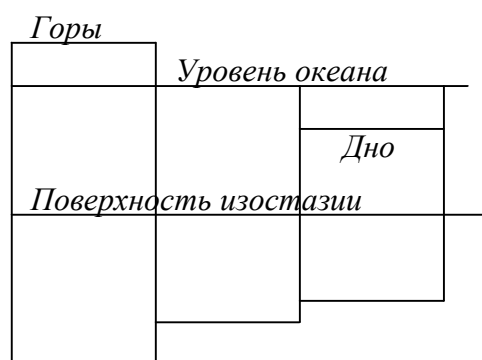 Горы
Уровень океана
Дно
Поверхность изостазии